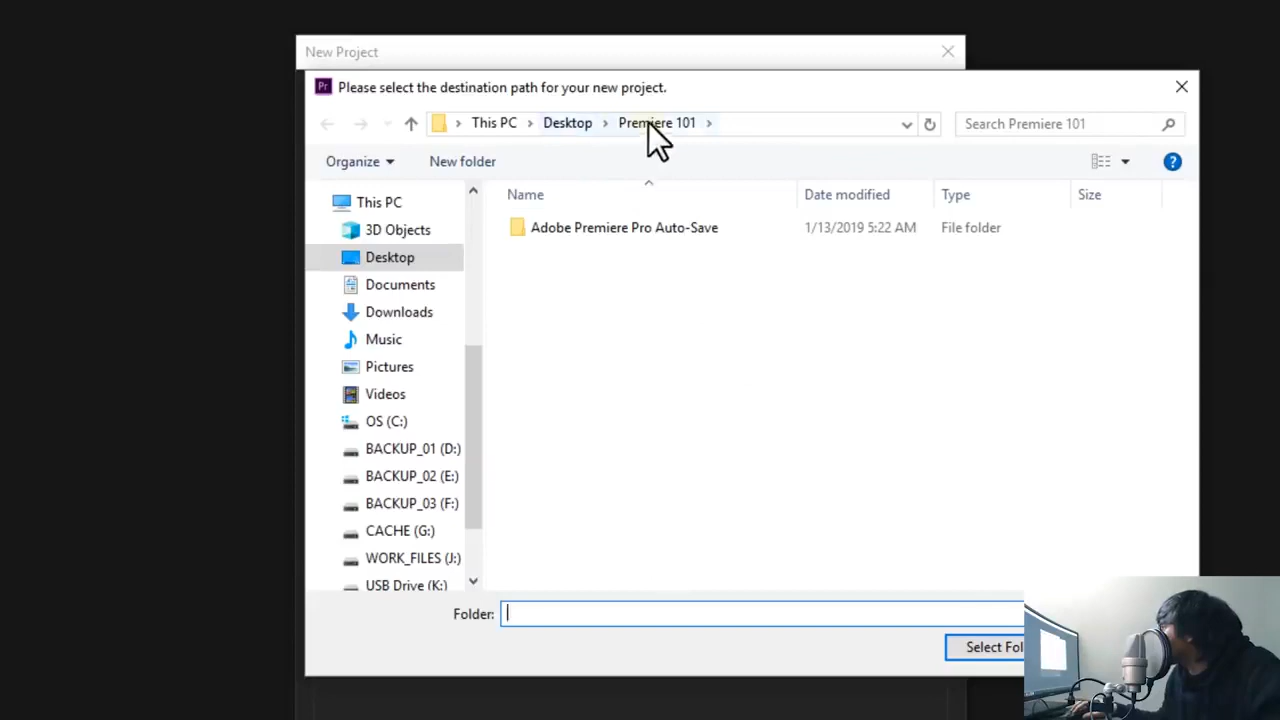 New Project
Pr Please select the destination path for your new project.
This PC Desktop Premiere 101 Search Premiere 101
Organize New folder ?
Name Date modified Type Size
Adobe Premiere Pro Auto-Save 1/13/2019 5:22 AM File folder
This PC
3D Objects
Desktop
Documents
Downloads
Music
Pictures
Videos
OS (C:)
BACKUP_01 (D:)
BACKUP_02 (E:)
BACKUP_03 (F:)
CACHE (G:)
WORK_FILES (J:)
USB Drive (K:)
Folder:
Select Fol